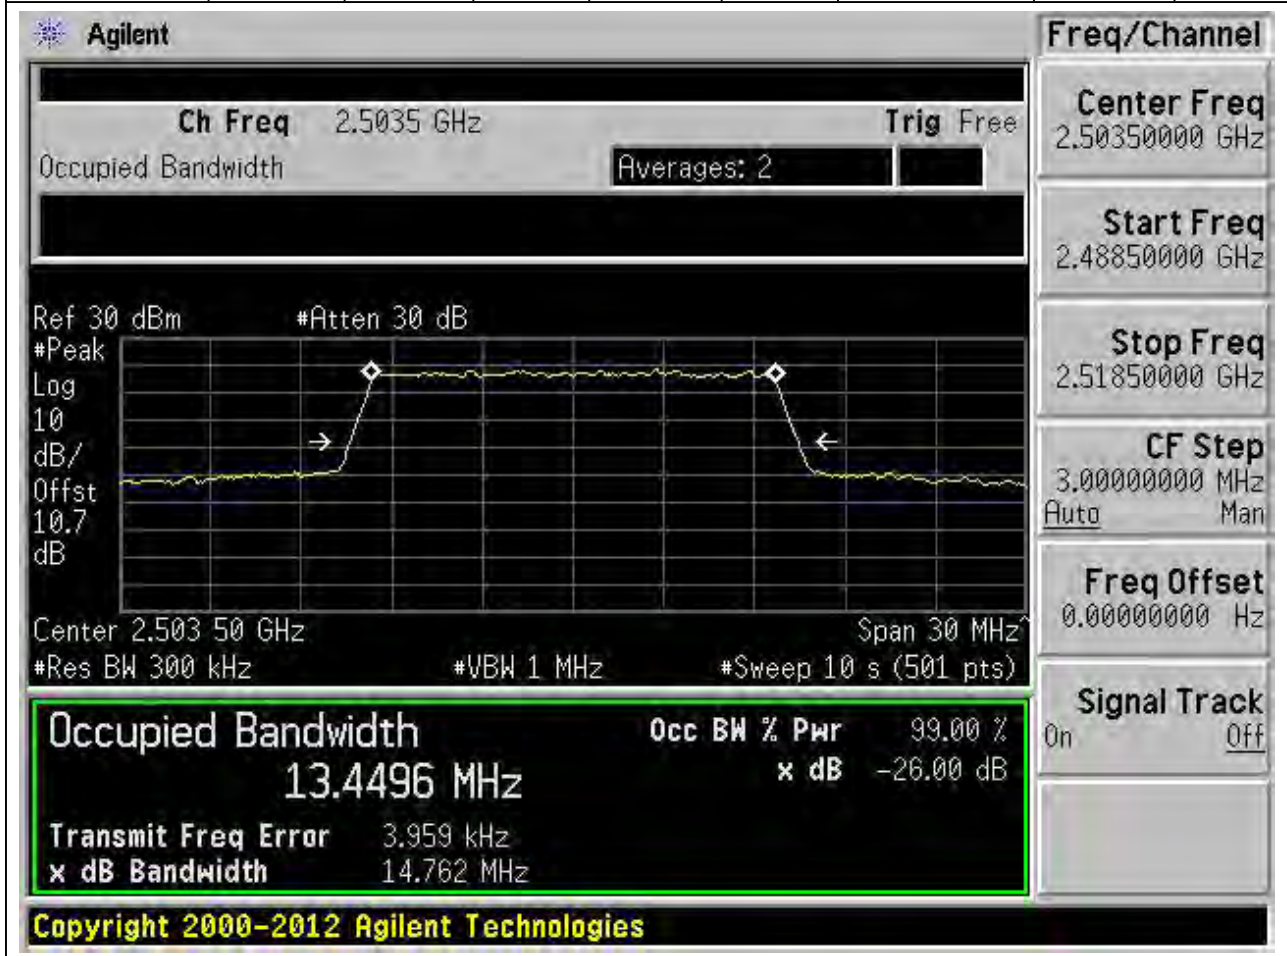 Agilent
Freq/Channel
Ch Freq 2.5035 GHz Trig Free
Occupied Bandwidth Averages: 2
Center Freq
2.50350000 GHz
Start Freq
2.48850000 GHz
Stop Freq
2.51850000 GHz
CF Step
3.00000000 MHz
Auto Man
Freq Offset
0.00000000 Hz
Signal Track
On Off
Ref 30 dBm #Atten 30 dB
#Peak
Log
10
dB/
Offst
10.7
dB
Center 2.503 50 GHz Span 30 MHz^
#Res BW 300 kHz #VBW 1 MHz #Sweep 10 s (501 pts)
Occupied Bandwidth Occ BW % Pwr 99.00 %
13.4496 MHz x dB -26.00 dB
Transmit Freq Error 3.959 kHz
x dB Bandwidth 14.762 MHz
Copyright 2000-2012 Agilent Technologies